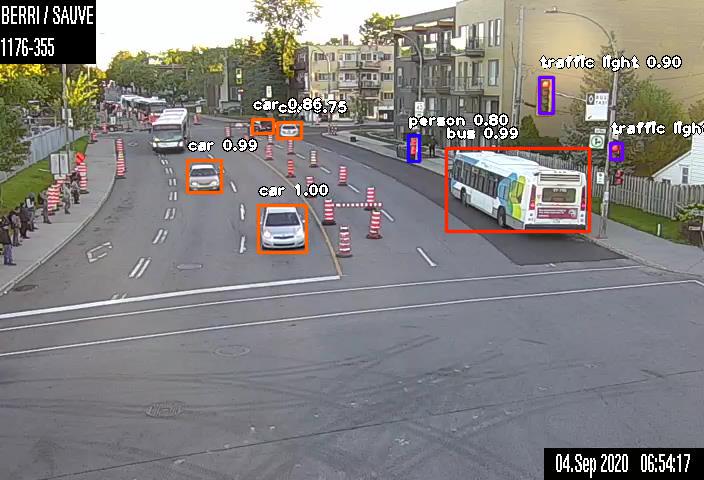 BERRI / SAUVE
1176-355
traffic light 0.90
car 0.86
.75
person 0.80
traffic light
bus 0.99
car 0.99
car 1.00
04.Sep 2020 06:54:17